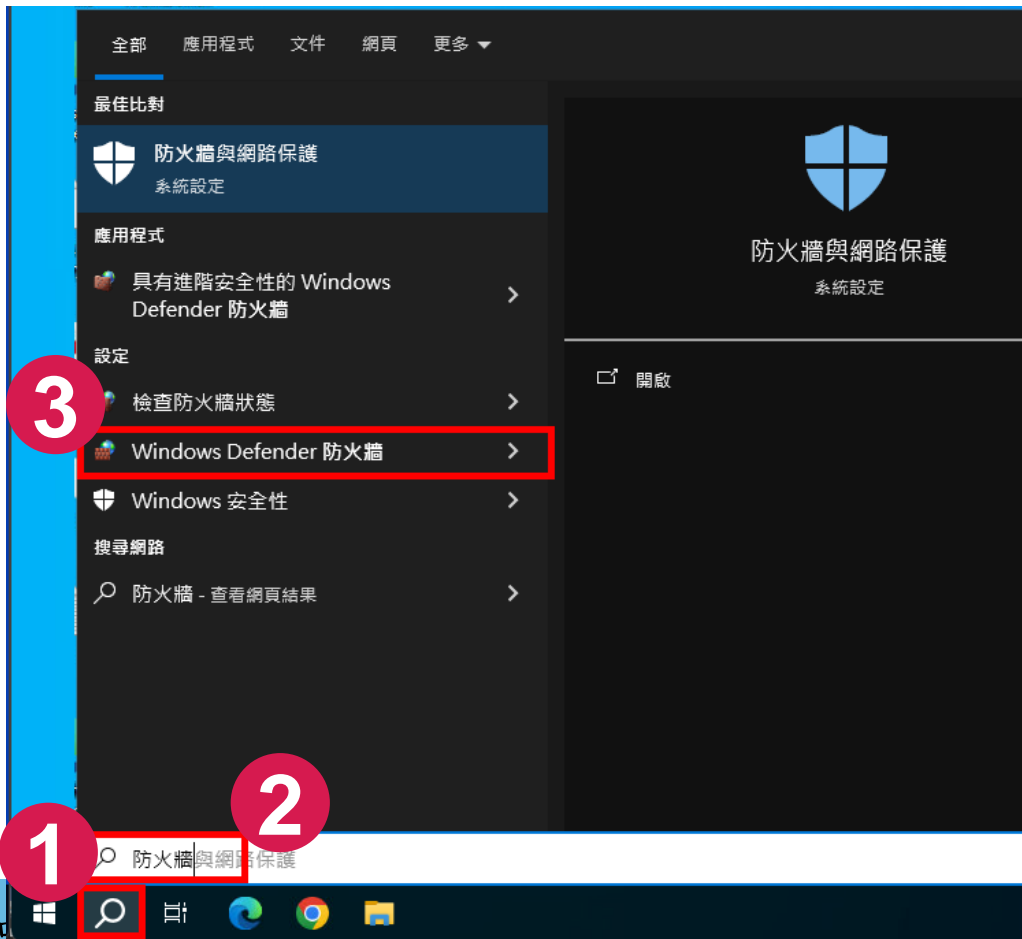 全部 應用程式 文件 網頁 更多
最佳比對
防火牆與網路保護
系統設定
應用程式
具有進階安全性的 Windows
Defender 防火牆
設定
檢查防火牆狀態
Windows Defender 防火牆
Windows 安全性
搜尋網路
防火牆 - 查看網頁結果
防火牆與網路保護
系統設定
開啟
3
2
1
防火牆與網路保護